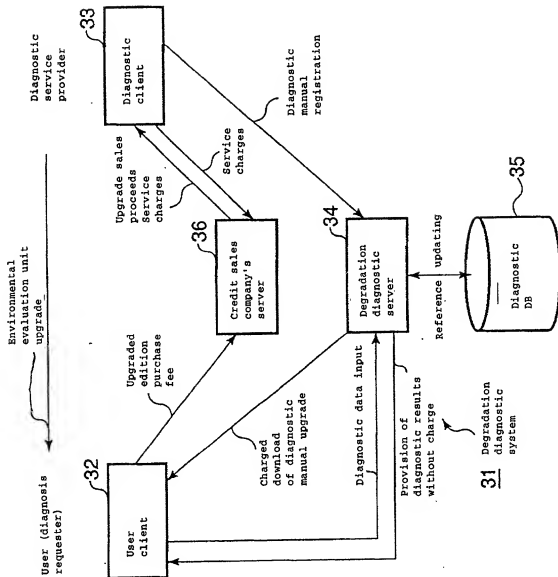 User (diagnosis
requester)
Environmental
evaluation unit
upgrade
Diagnostic
service
provider
32
User
client
33
Diagnostic
client
Upgraded
edition
purchase
fee
36
Credit sales
company's
server
Upgrade sales
proceeds
Service
charges
Service
charges
Diagnostic
manual
registration
Charged
download
of diagnostic
manual upgrade
34
Degradation
diagnostic
server
Diagnostic data input
Provision of
diagnostic results
without charge
Reference updating
35
Diagnostic
DB
31 Degradation
diagnostic
system